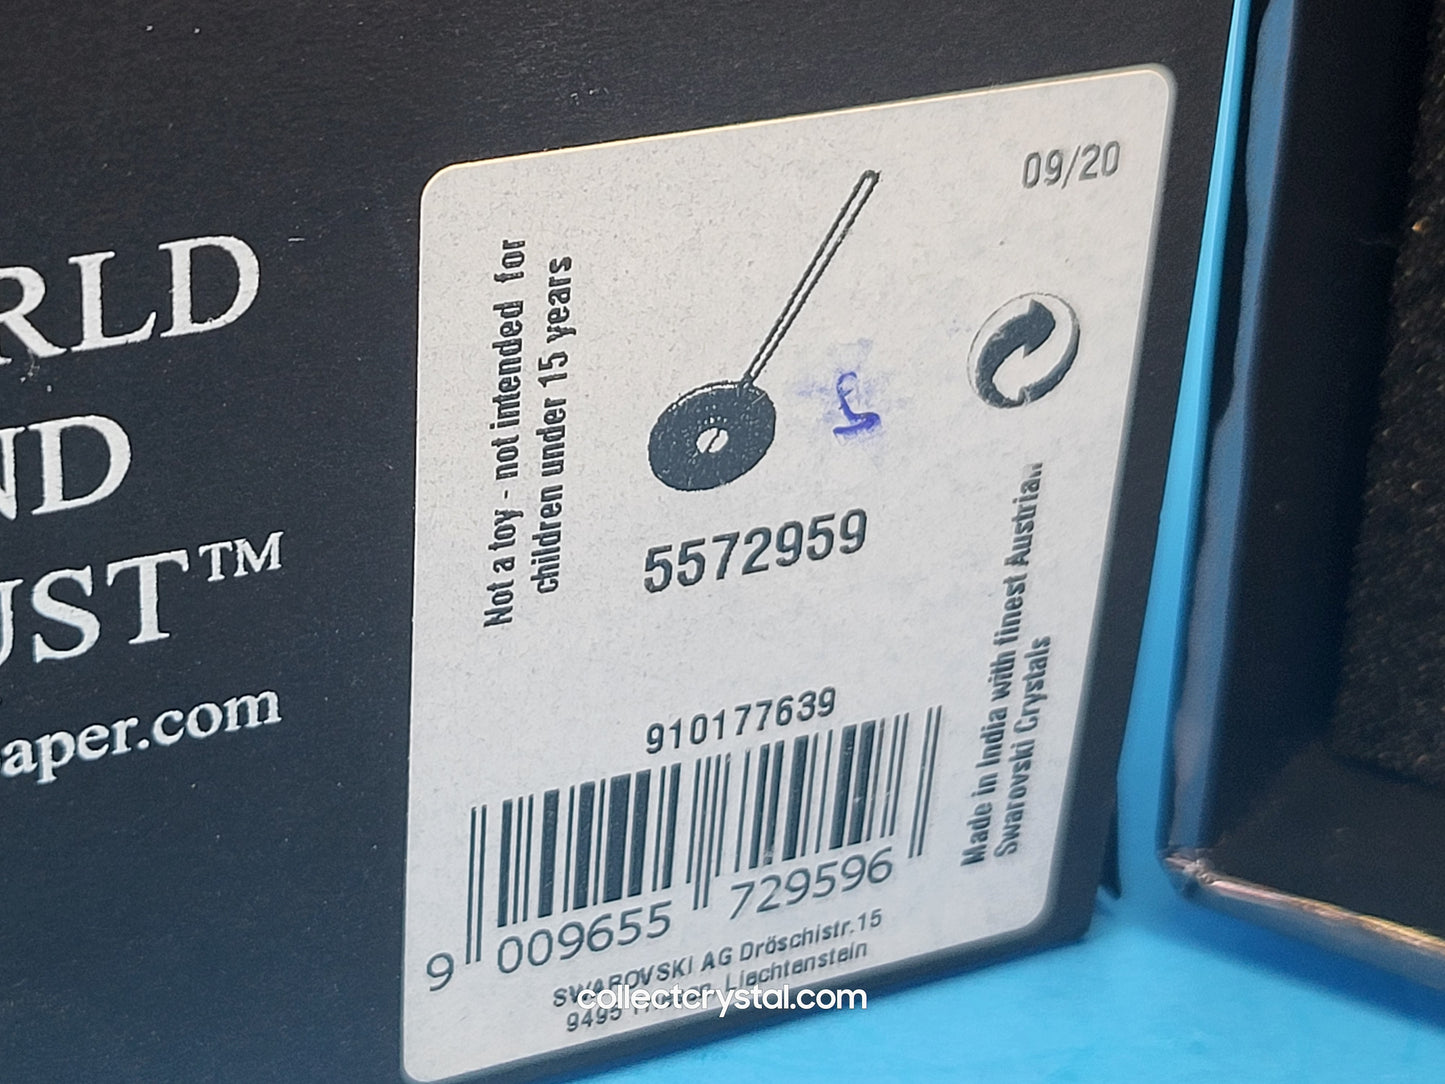 RLD
ND
UST™
aper.com
09/20
Not a toy - not intended for
children under 15 years
5572959
Made in India with finest Austrian
Swarovski Crystals
910177639
9 009655 729596
SWAROVSKI AG Dröschistr.15
9495 Liechtenstein
collectcrystal.com